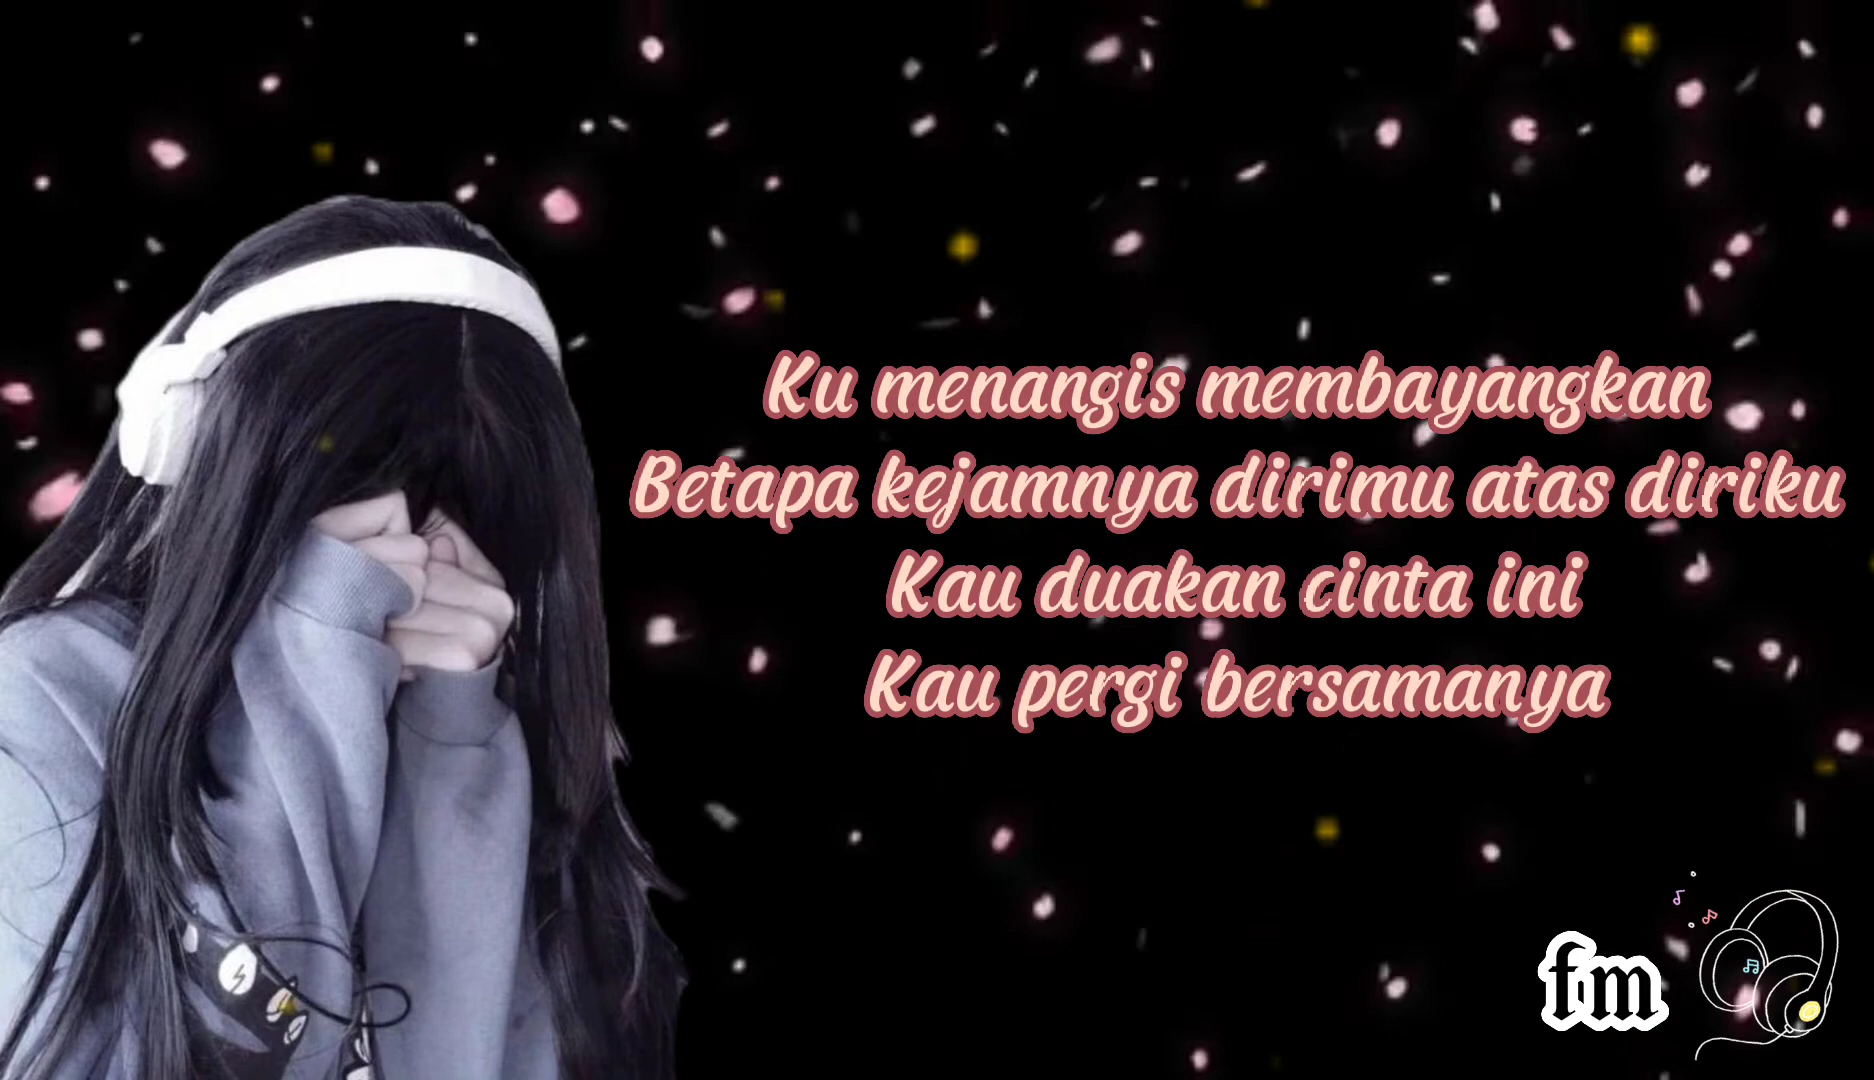 Ku menangis membayangkan
Betapa kejamnya dirimu atas diriku
Kau duakan cinta ini
Kau pergi bersamanya
fm